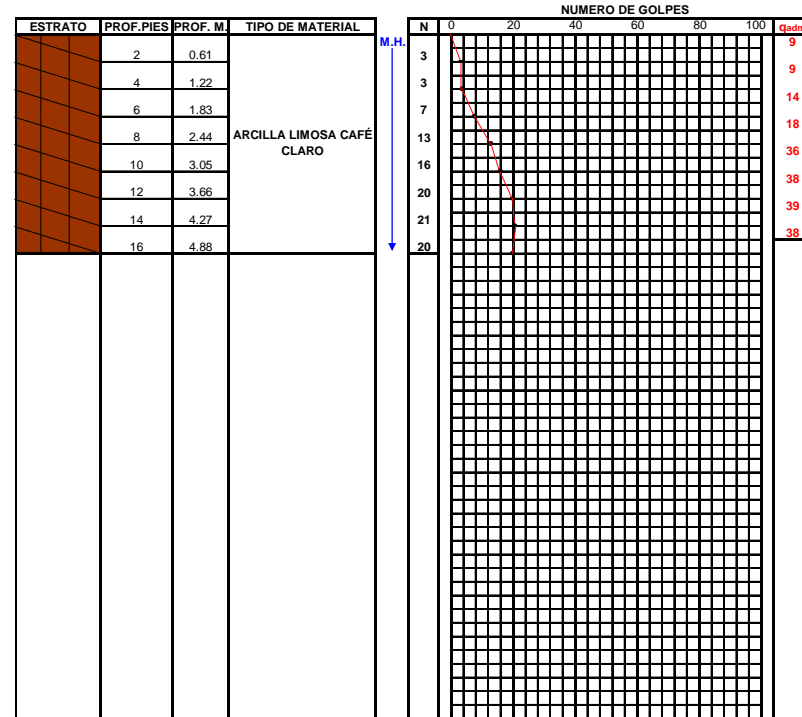 NUMERO DE GOLPES
ESTRATO PROF.PIES PROF. M. TIPO DE MATERIAL N 0 20 40 60 80 100 qadm
M.H. 9
2 0.61 3
9
4 1.22 3
14
6 1.83 7
18
8 2.44 ARCILLA LIMOSA CAFÉ 13
CLARO 36
10 3.05 16
38
12 3.66 20
39
14 4.27 21
38
16 4.88 20